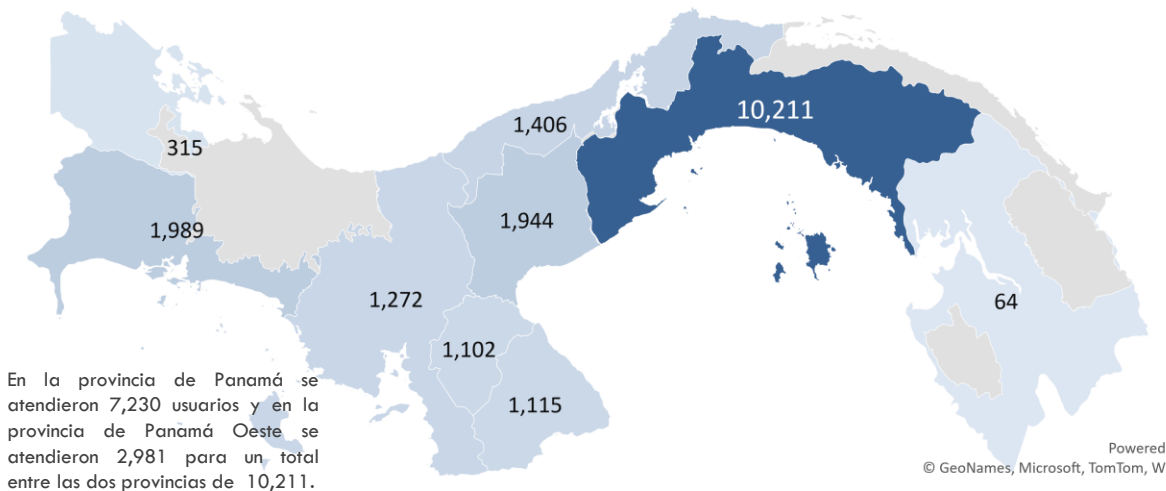 10,211
1,406
315
1,944
1,989
1,272
64
1,102
1,115
En la provincia de Panamá se
atendieron 7,230 usuarios y en la
provincia de Panamá Oeste se
atendieron 2,981 para un total
entre las dos provincias de 10,211.
Powered
© GeoNames, Microsoft, TomTom, W